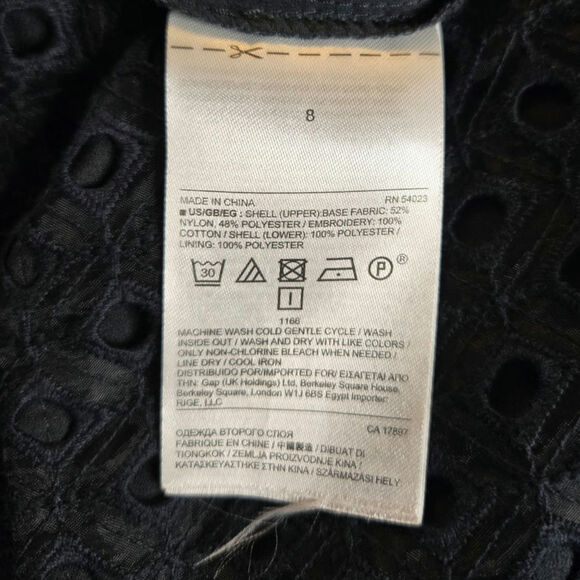 8
MADE IN CHINA RN 54023
■ US/GB/EG : SHELL (UPPER):BASE FABRIC: 52%
NYLON, 48% POLYESTER / EMBROIDERY: 100%
COTTON / SHELL (LOWER): 100% POLYESTER /
LINING: 100% POLYESTER
30 P ®
1166
MACHINE WASH COLD GENTLE CYCLE / WASH
INSIDE OUT / WASH AND DRY WITH LIKE COLORS /
ONLY NON-CHLORINE BLEACH WHEN NEEDED /
LINE DRY / COOL IRON
DISTRIBUIDO POR/IMPORTED FOR/ ΕΙΣΑΓΕΤΑΙ ΑΠΟ
ΤΗΝ: Gap (UK Holdings) Ltd, Berkeley Square House,
Berkeley Square, London W1J 6BS Egypt Importer:
RIGE, LLC
ОДЕЖДА ВТОРОГО СЛОЯ CA 17897
FABRIQUÉ EN CHINE / 中國製造 / DIBUAT DI
TIONGKOK / ZEMLJA PROIZVODNJE KINA /
ΚΑΤΑΣΚΕΥΑΣΤΗΚΕ ΣΤΗΝ ΚΙΝΑ / SZÁRMAZÁSI HELY: